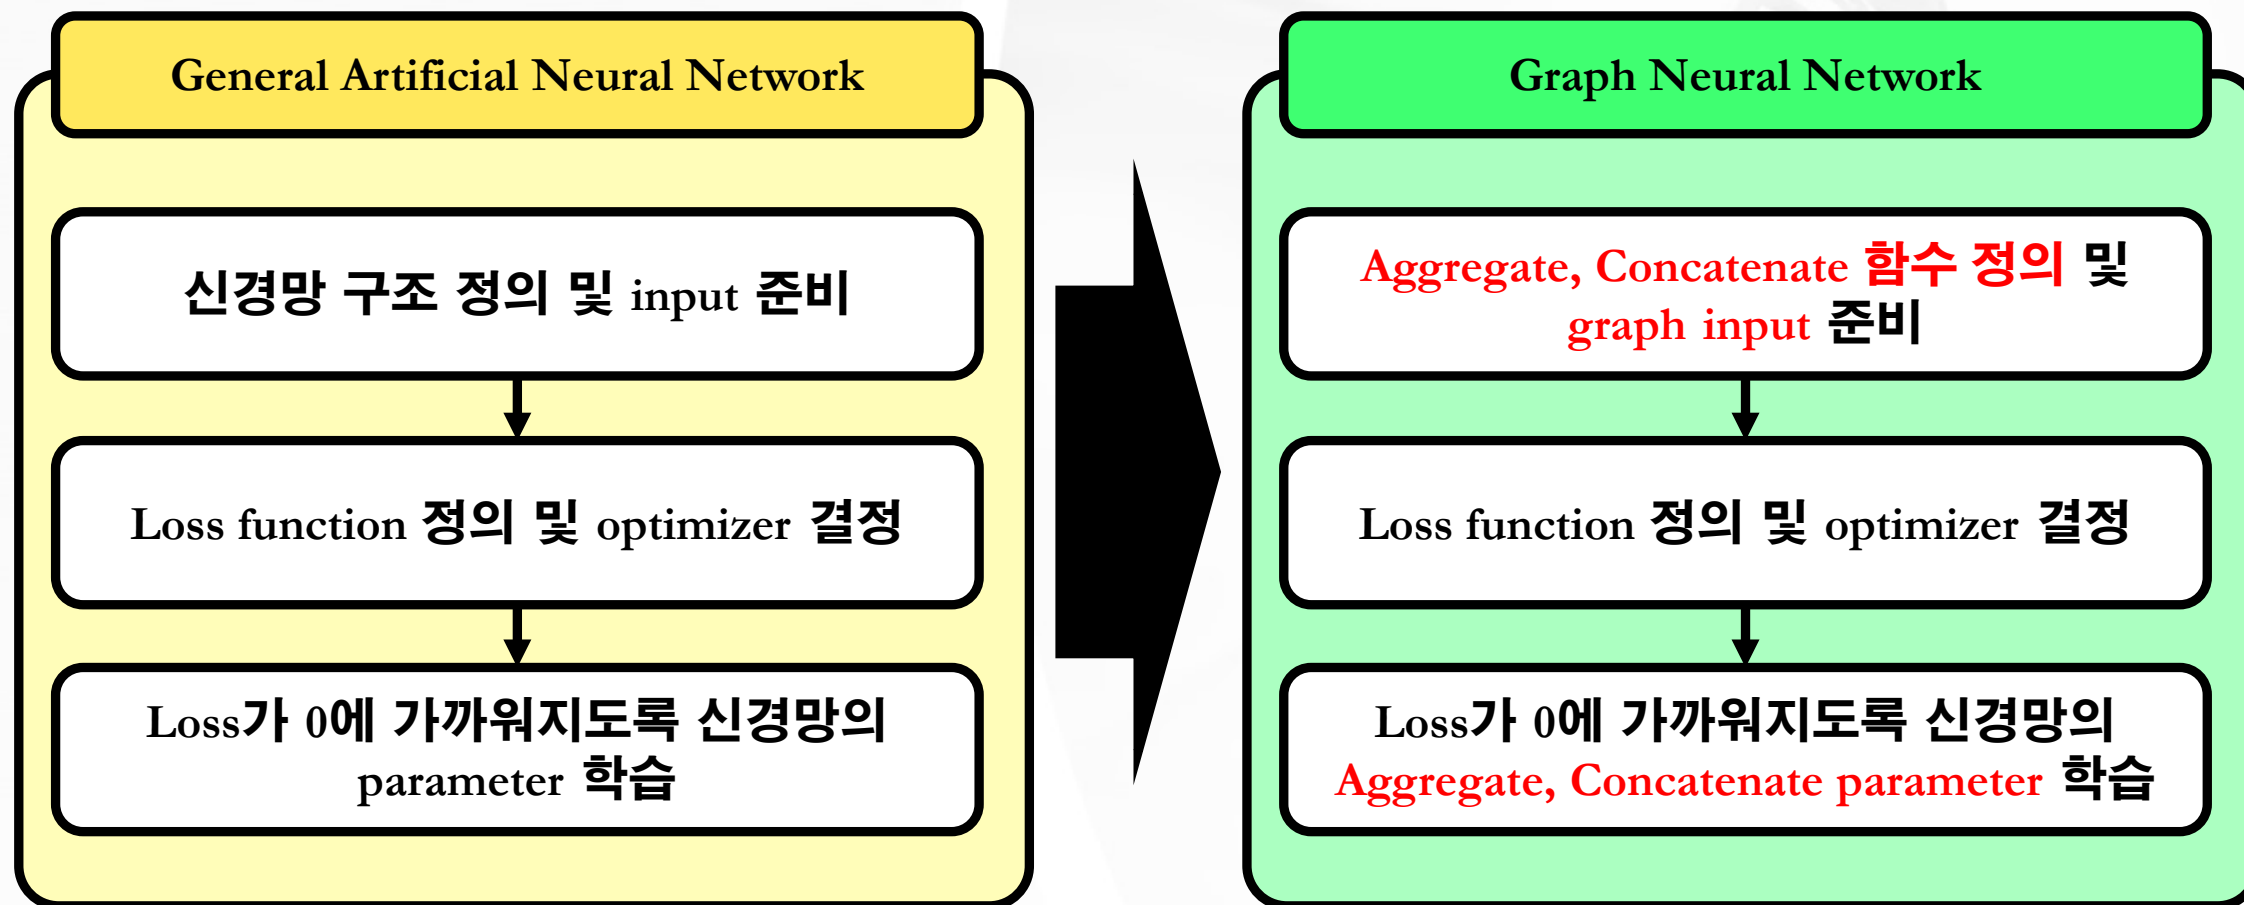 General Artificial Neural Network
신경망 구조 정의 및 input 준비
Loss function 정의 및 optimizer 결정
Loss가 0에 가까워지도록 신경망의
parameter 학습
Graph Neural Network
Aggregate, Concatenate 함수 정의 및
graph input 준비
Loss function 정의 및 optimizer 결정
Loss가 0에 가까워지도록 신경망의
Aggregate, Concatenate parameter 학습